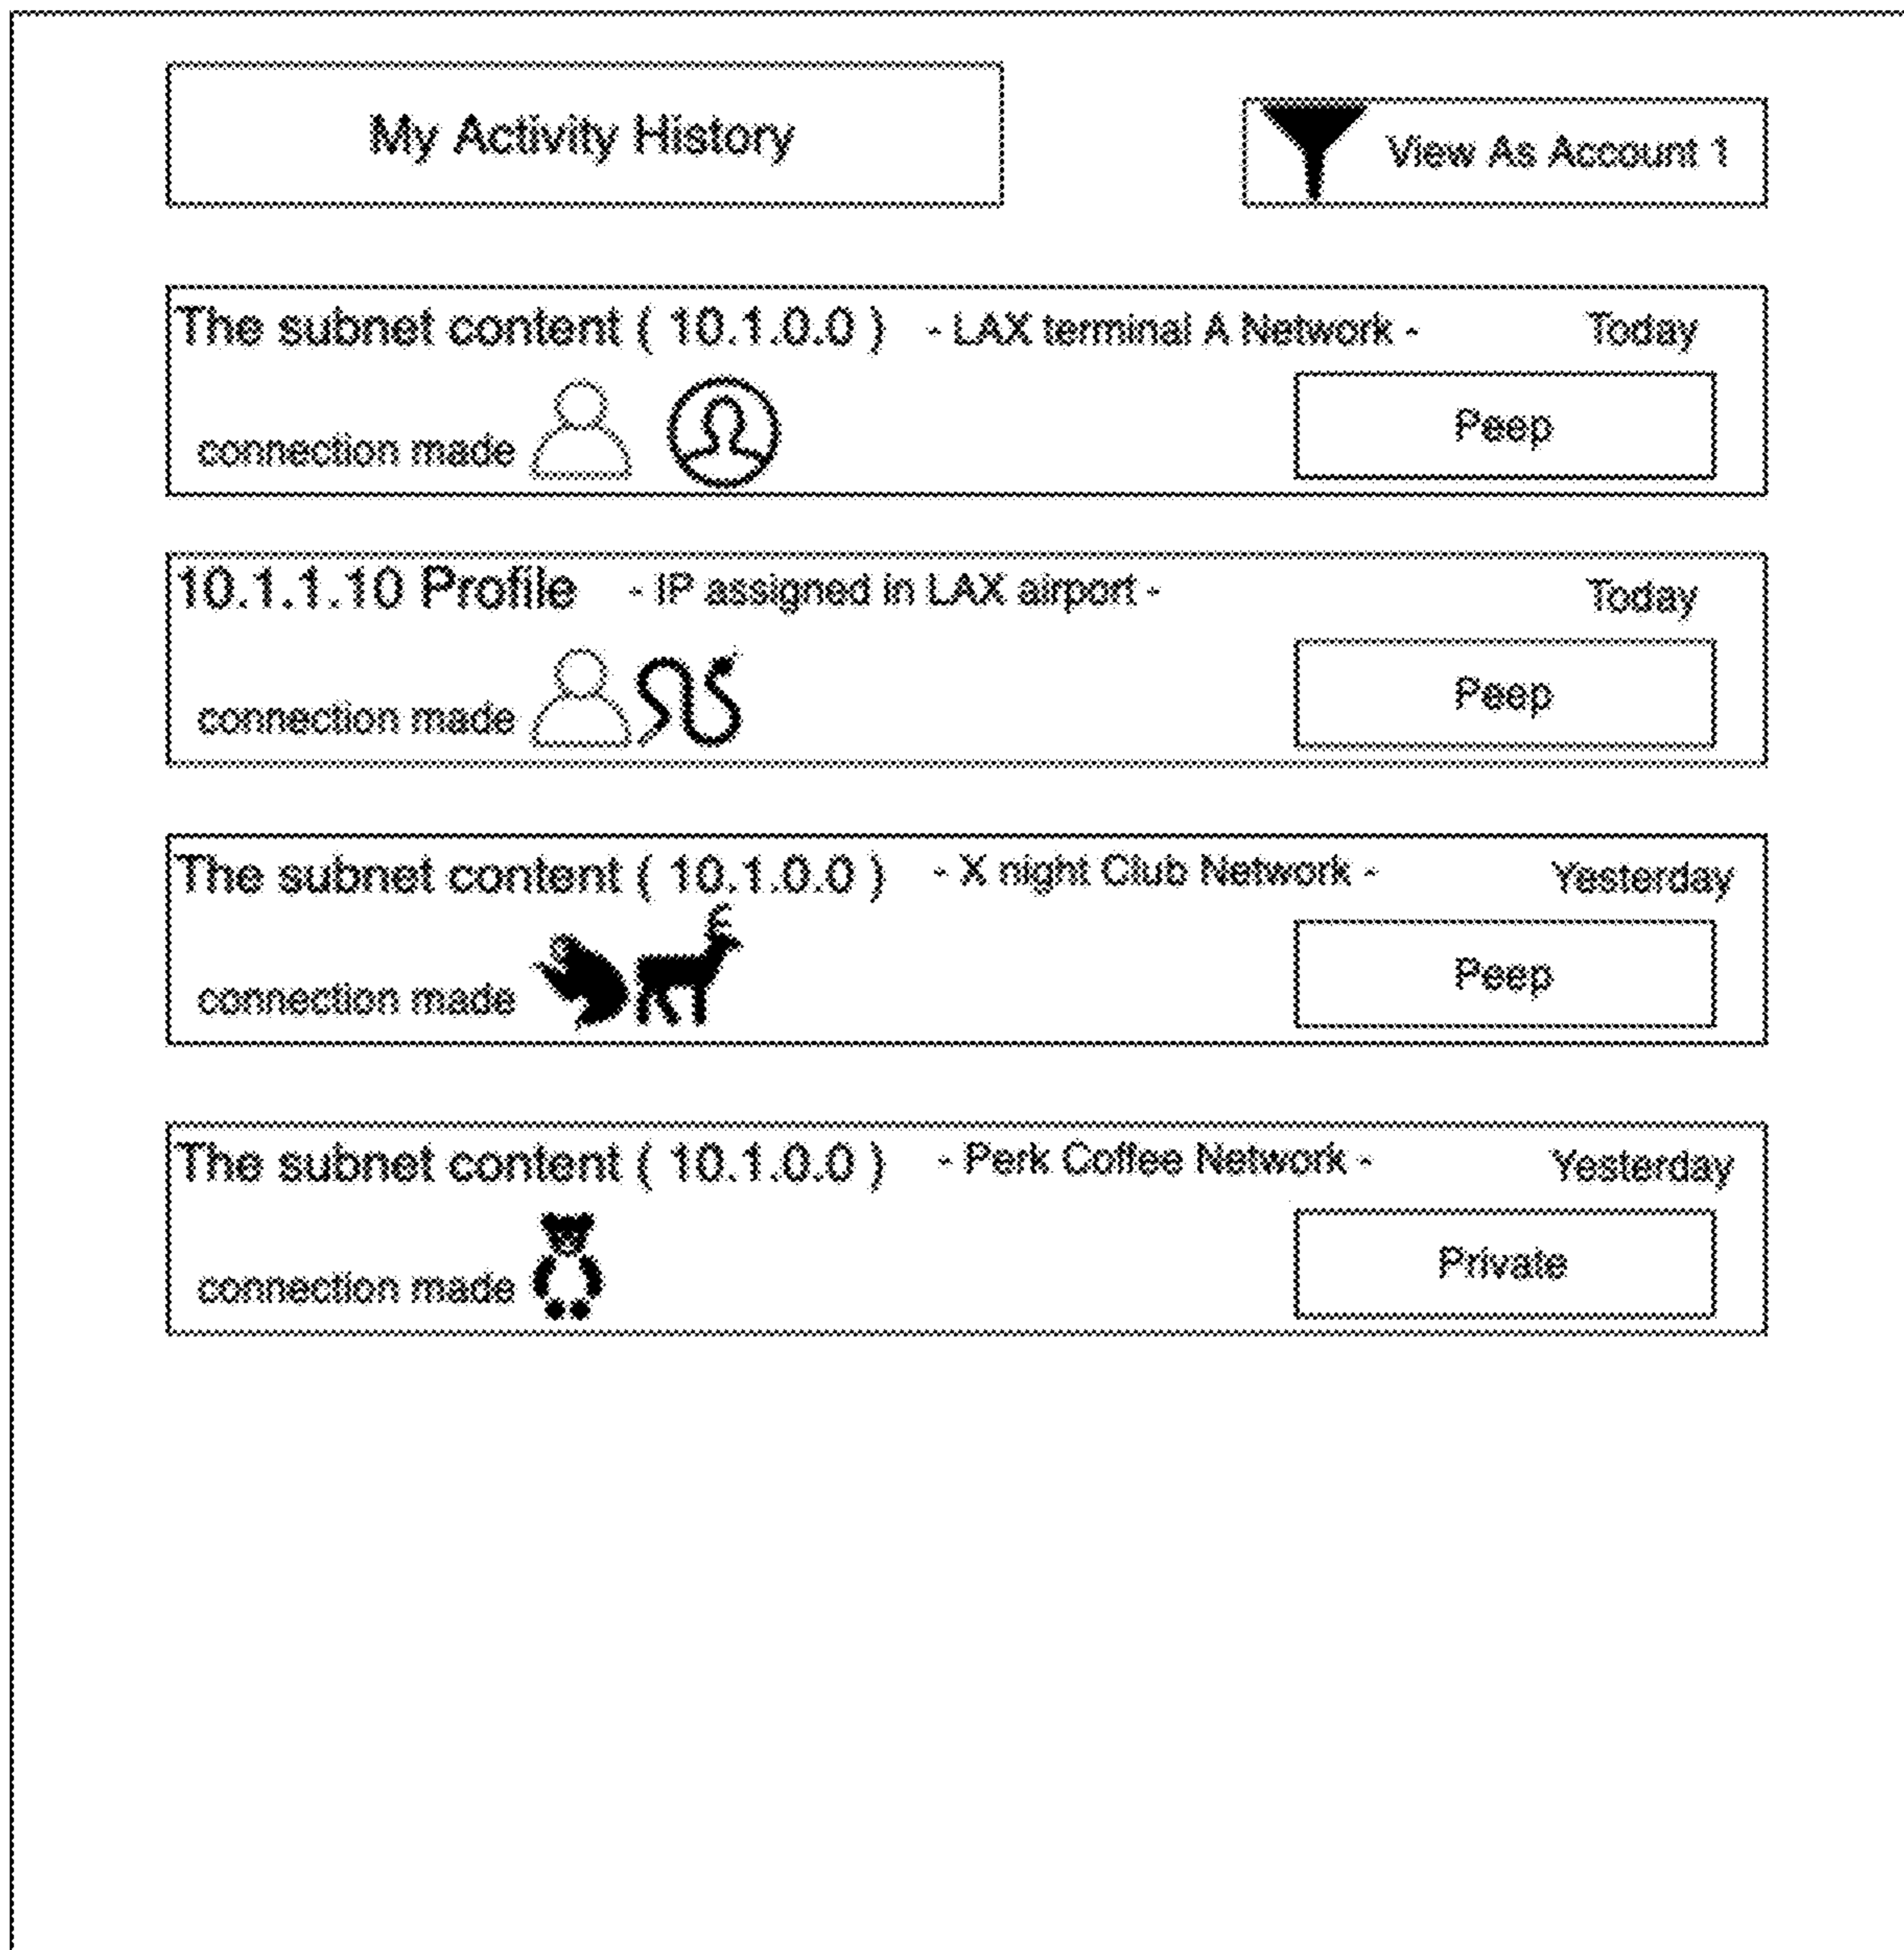 My Activity History
View As Account 1
The subnet content ( 10.1.0.0 ) - LAX terminal A Network - Today
connection made Peep
10.1.1.10 Profile - IP assigned in LAX airport - Today
connection made Peep
The subnet content ( 10.1.0.0 ) - X night Club Network - Yesterday
connection made Peep
The subnet content ( 10.1.0.0 ) - Perk Coffee Network - Yesterday
connection made Private